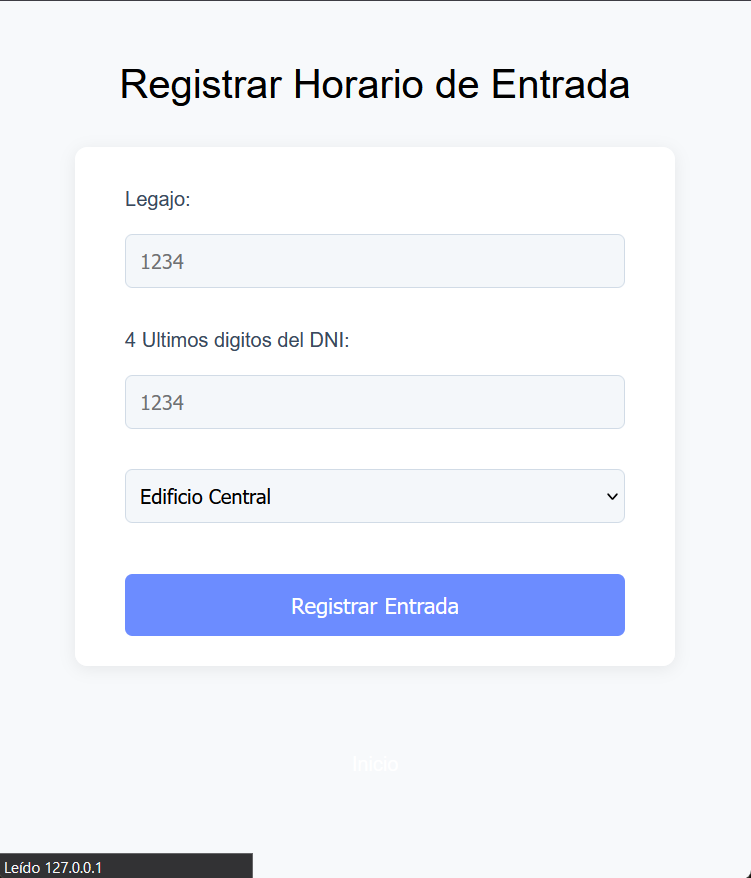 Registrar Horario de Entrada
Legajo:
1234
4 Ultimos digitos del DNI:
1234
Edificio Central
Registrar Entrada
Inicio
Leído 127.0.0.1